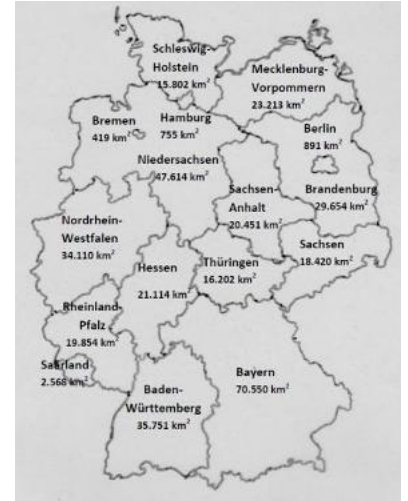 Schleswig-
Holstein
15.802 km²
Mecklenburg-
Vorpommern
23.213 km²
Bremen
419 km²
Hamburg
755 km²
Berlin
891 km²
Niedersachsen
47.614 km²
Sachsen-
Anhalt
20.451 km²
Brandenburg
29.654 km²
Nordrhein-
Westfalen
34.110 km²
Hessen
21.114 km²
Thüringen
16.202 km²
Sachsen
18.420 km²
Rheinland-
Pfalz
19.854 km²
Saarland
2.568 km²
Baden-
Württemberg
35.751 km²
Bayern
70.550 km²